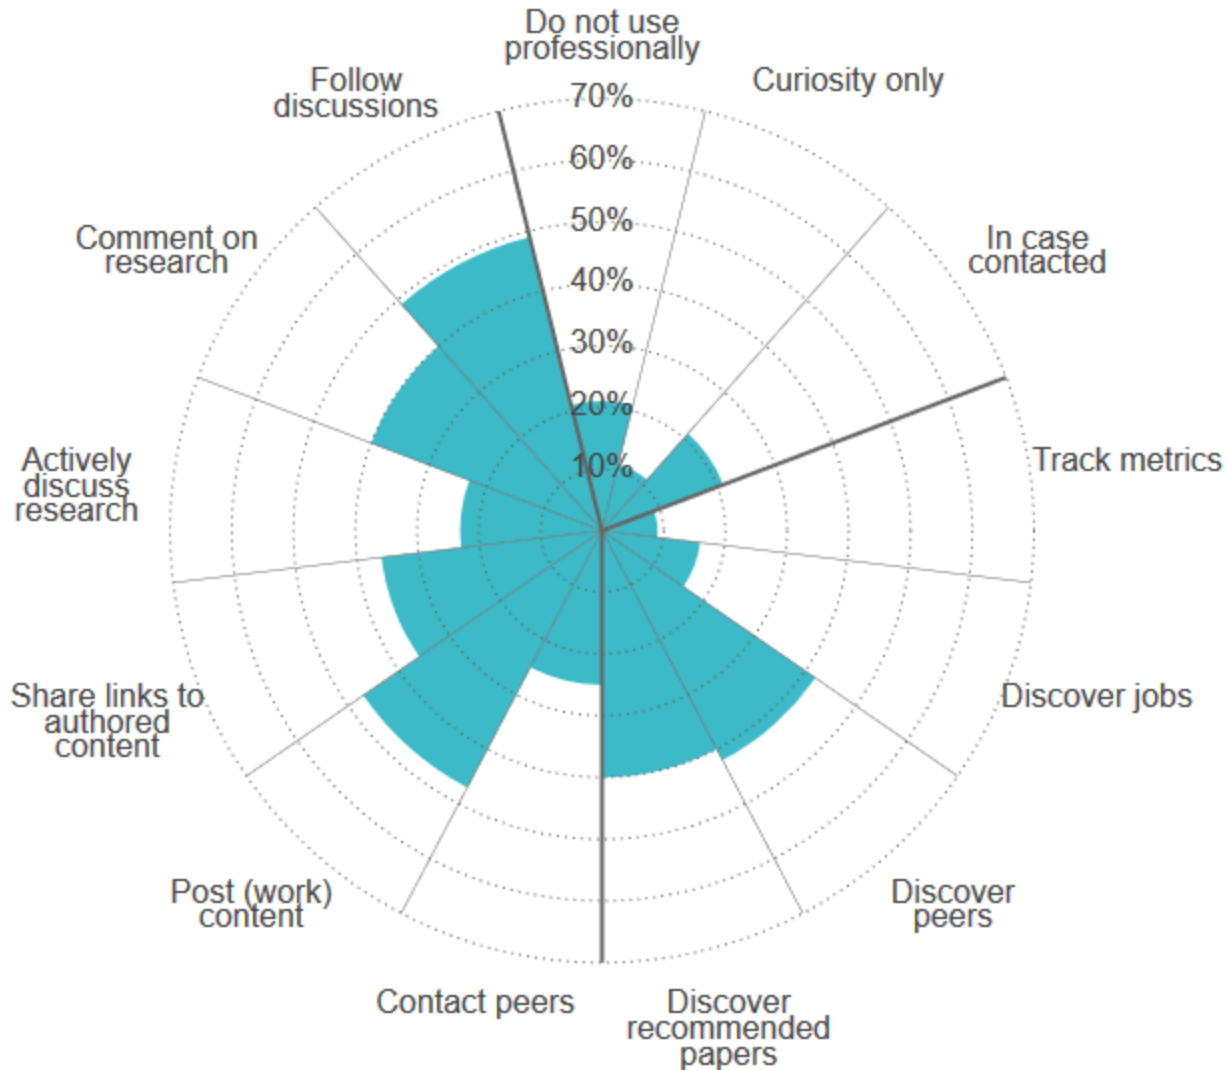 Do not use
professionally
Curiosity only
In case
contacted
Track metrics
Discover jobs
Discover
peers
Discover
recommended
papers
Contact peers
Post (work)
content
Share links to
authored
content
Actively
discuss
research
Comment on
research
Follow
discussions
70%
60%
50%
40%
30%
20%
10%